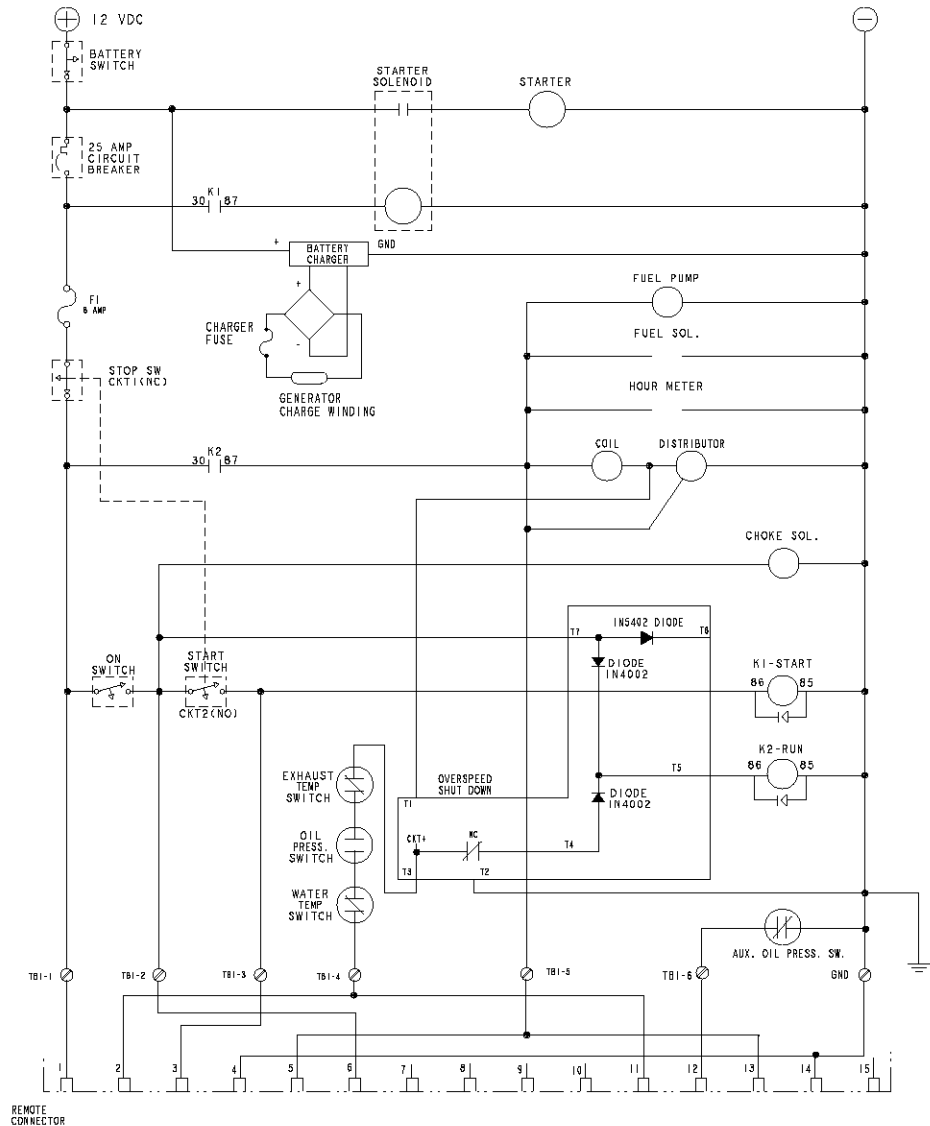 12 VDC
BATTERY
SWITCH
STARTER
SOLENOID
STARTER
25 AMP
CIRCUIT
BREAKER
K1
30 87
+
BATTERY
CHARGER
GND
FUEL PUMP
F1
6 AMP
+
CHARGER
FUSE
-
FUEL SOL.
STOP SW
CKT1(NC)
HOUR METER
GENERATOR
CHARGE WINDING
K2
30 87
COIL
DISTRIBUTOR
CHOKE SOL.
T7
IN5402 DIODE
T6
ON
SWITCH
START
SWITCH
DIODE
IN4002
K1-START
86 85
CKT2(NO)
K2-RUN
86 85
T5
EXHAUST
TEMP
SWITCH
OVERSPEED
SHUT DOWN
T1
DIODE
IN4002
OIL
PRESS.
SWITCH
CKT+
NC
T4
T3
T2
WATER
TEMP
SWITCH
AUX. OIL PRESS. SW.
TB1-1
TB1-2
TB1-3
TB1-4
TB1-5
TB1-6
GND
1 2 3 4 5 6 7 8 9 10 11 12 13 14 15
REMOTE
CONNECTOR